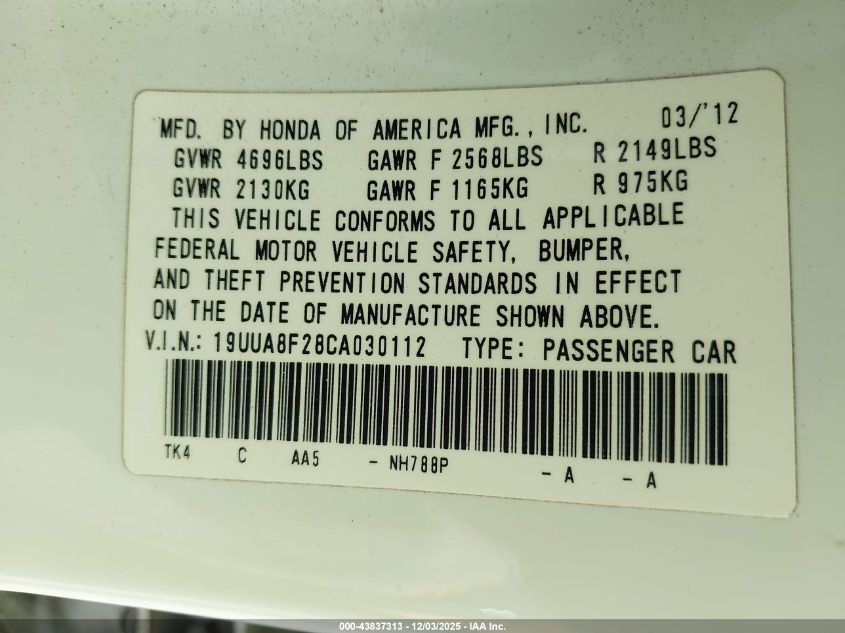 MFD. BY HONDA OF AMERICA MFG., INC. 03/'12
GVWR 4696LBS GAWR F 2568LBS R 2149LBS
GVWR 2130KG GAWR F 1165KG R 975KG
THIS VEHICLE CONFORMS TO ALL APPLICABLE
FEDERAL MOTOR VEHICLE SAFETY, BUMPER,
AND THEFT PREVENTION STANDARDS IN EFFECT
ON THE DATE OF MANUFACTURE SHOWN ABOVE.
V.I.N.: 19UUA8F28CA030112 TYPE: PASSENGER CAR
TK4 C AA5 - NH788P - A - A
000-43837313 - 12/03/2025 - IAA Inc.